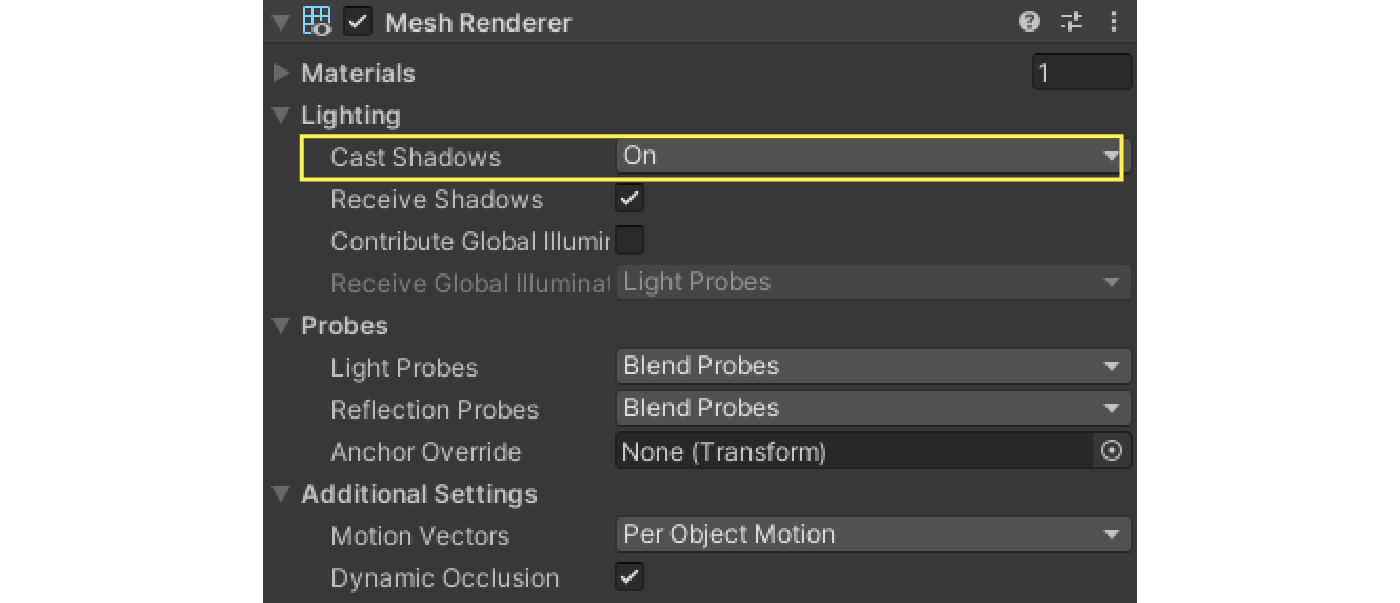 Mesh Renderer
Materials 1
Lighting
Cast Shadows On
Receive Shadows
Contribute Global Illumin
Receive Global Illuminat Light Probes
Probes
Light Probes Blend Probes
Reflection Probes Blend Probes
Anchor Override None (Transform)
Additional Settings
Motion Vectors Per Object Motion
Dynamic Occlusion